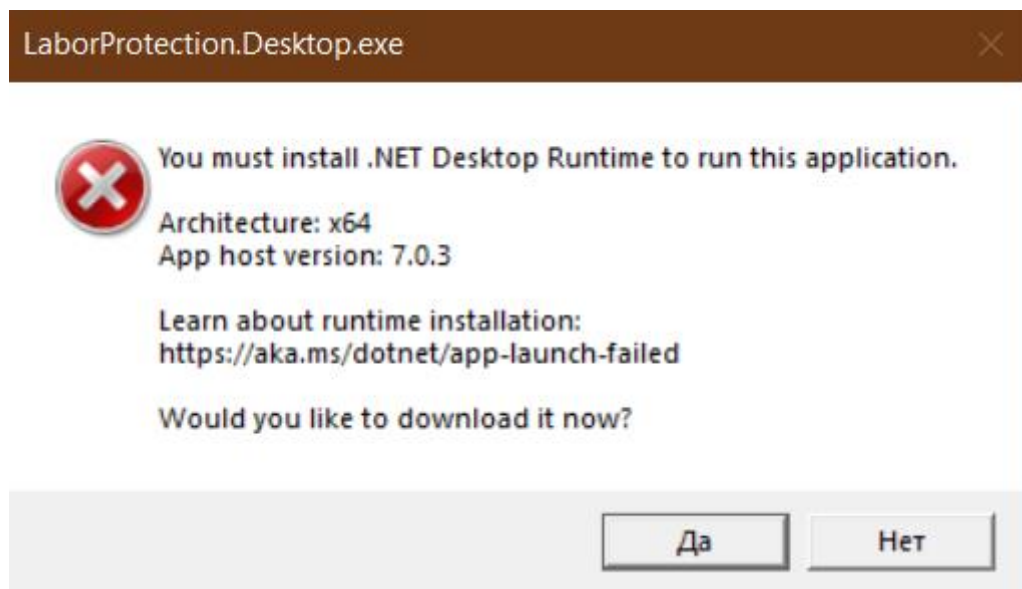 LaborProtection.Desktop.exe
You must install .NET Desktop Runtime to run this application.
Architecture: x64
App host version: 7.0.3
Learn about runtime installation:
https://aka.ms/dotnet/app-launch-failed
Would you like to download it now?
Да
Нет